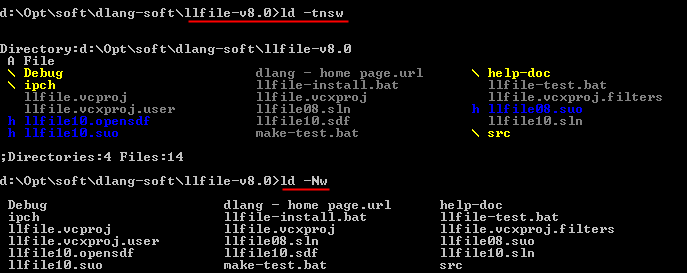 d:\Opt\soft\dlang-soft\llfile-v8.0>ld -tnsw
Directory:d:\Opt\soft\dlang-soft\llfile-v8.0
A File
\ Debug dlang - home page.url \ help-doc
\ ipch llfile-install.bat llfile-test.bat
llfile.vcproj llfile.vcxproj llfile.vcxproj.filters
llfile.vcxproj.user llfile08.sln h llfile08.suo
h llfile10.opensdf llfile10.sdf llfile10.sln
h llfile10.suo make-test.bat \ src
;Directories:4 Files:14
d:\Opt\soft\dlang-soft\llfile-v8.0>ld -Nw
Debug dlang - home page.url help-doc
ipch llfile-install.bat llfile-test.bat
llfile.vcproj llfile.vcxproj llfile.vcxproj.filters
llfile.vcxproj.user llfile08.sln llfile08.suo
llfile10.opensdf llfile10.sdf llfile10.sln
llfile10.suo make-test.bat src